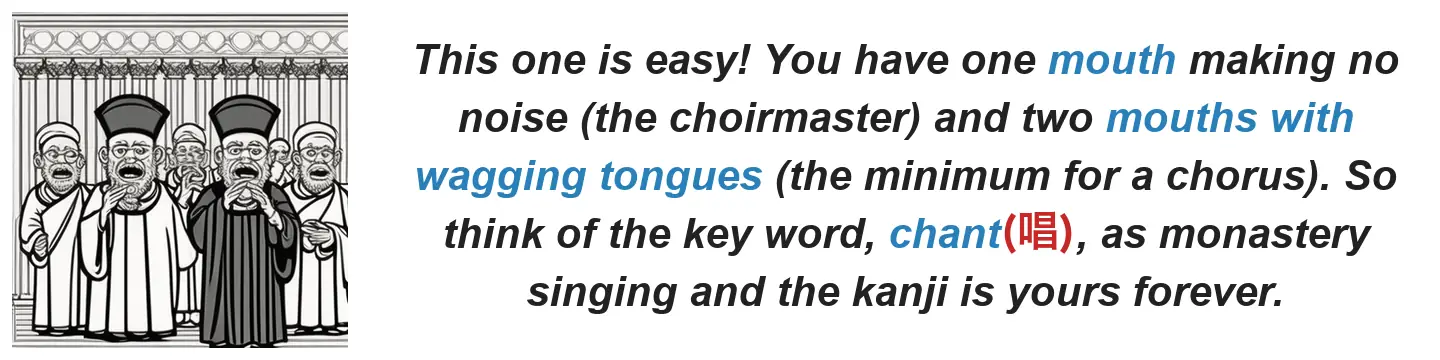 This one is easy! You have one mouth making no
noise (the choirmaster) and two mouths with
wagging tongues (the minimum for a chorus). So
think of the key word, chant(唱), as monastery
singing and the kanji is yours forever.